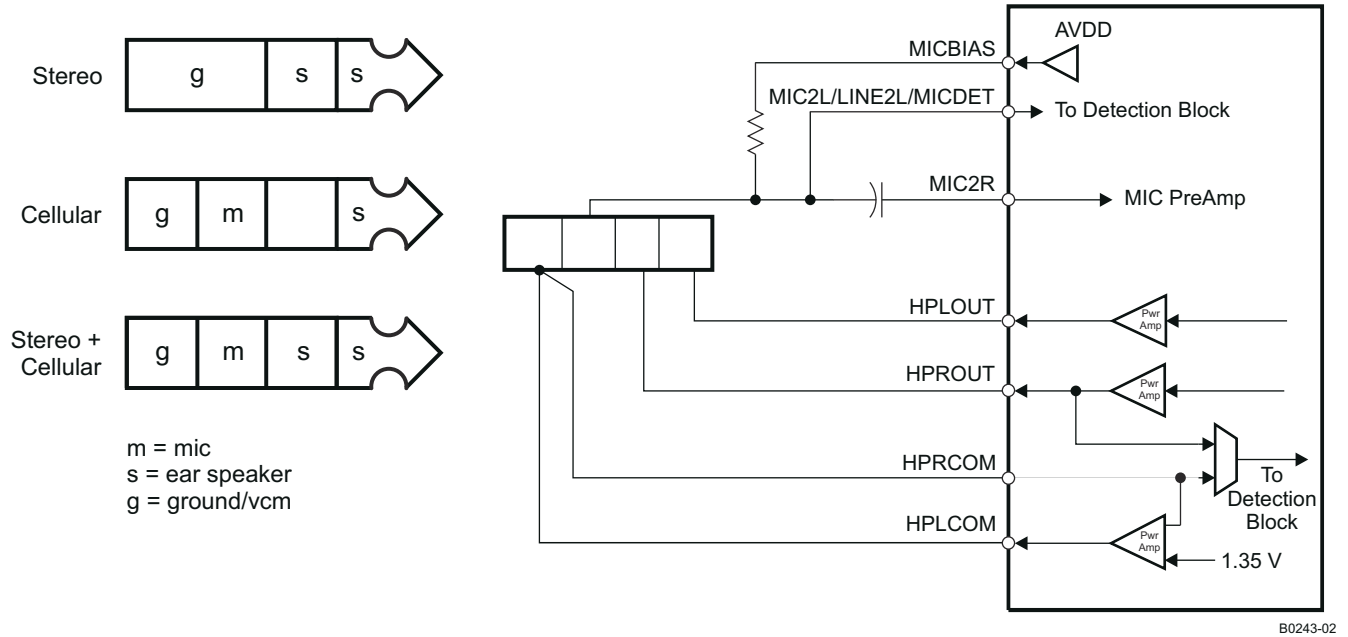 Stereo
g s s
Cellular
g m s
Stereo +
Cellular
g m s s
m = mic
s = ear speaker
g = ground/vcm
AVDD
MICBIAS
MIC2L/LINE2L/MICDET
To Detection Block
MIC2R
MIC PreAmp
HPLOUT
Pwr
Amp
HPROUT
Pwr
Amp
HPRCOM
To
Detection
Block
HPLCOM
Pwr
Amp
1.35 V
B0243-02